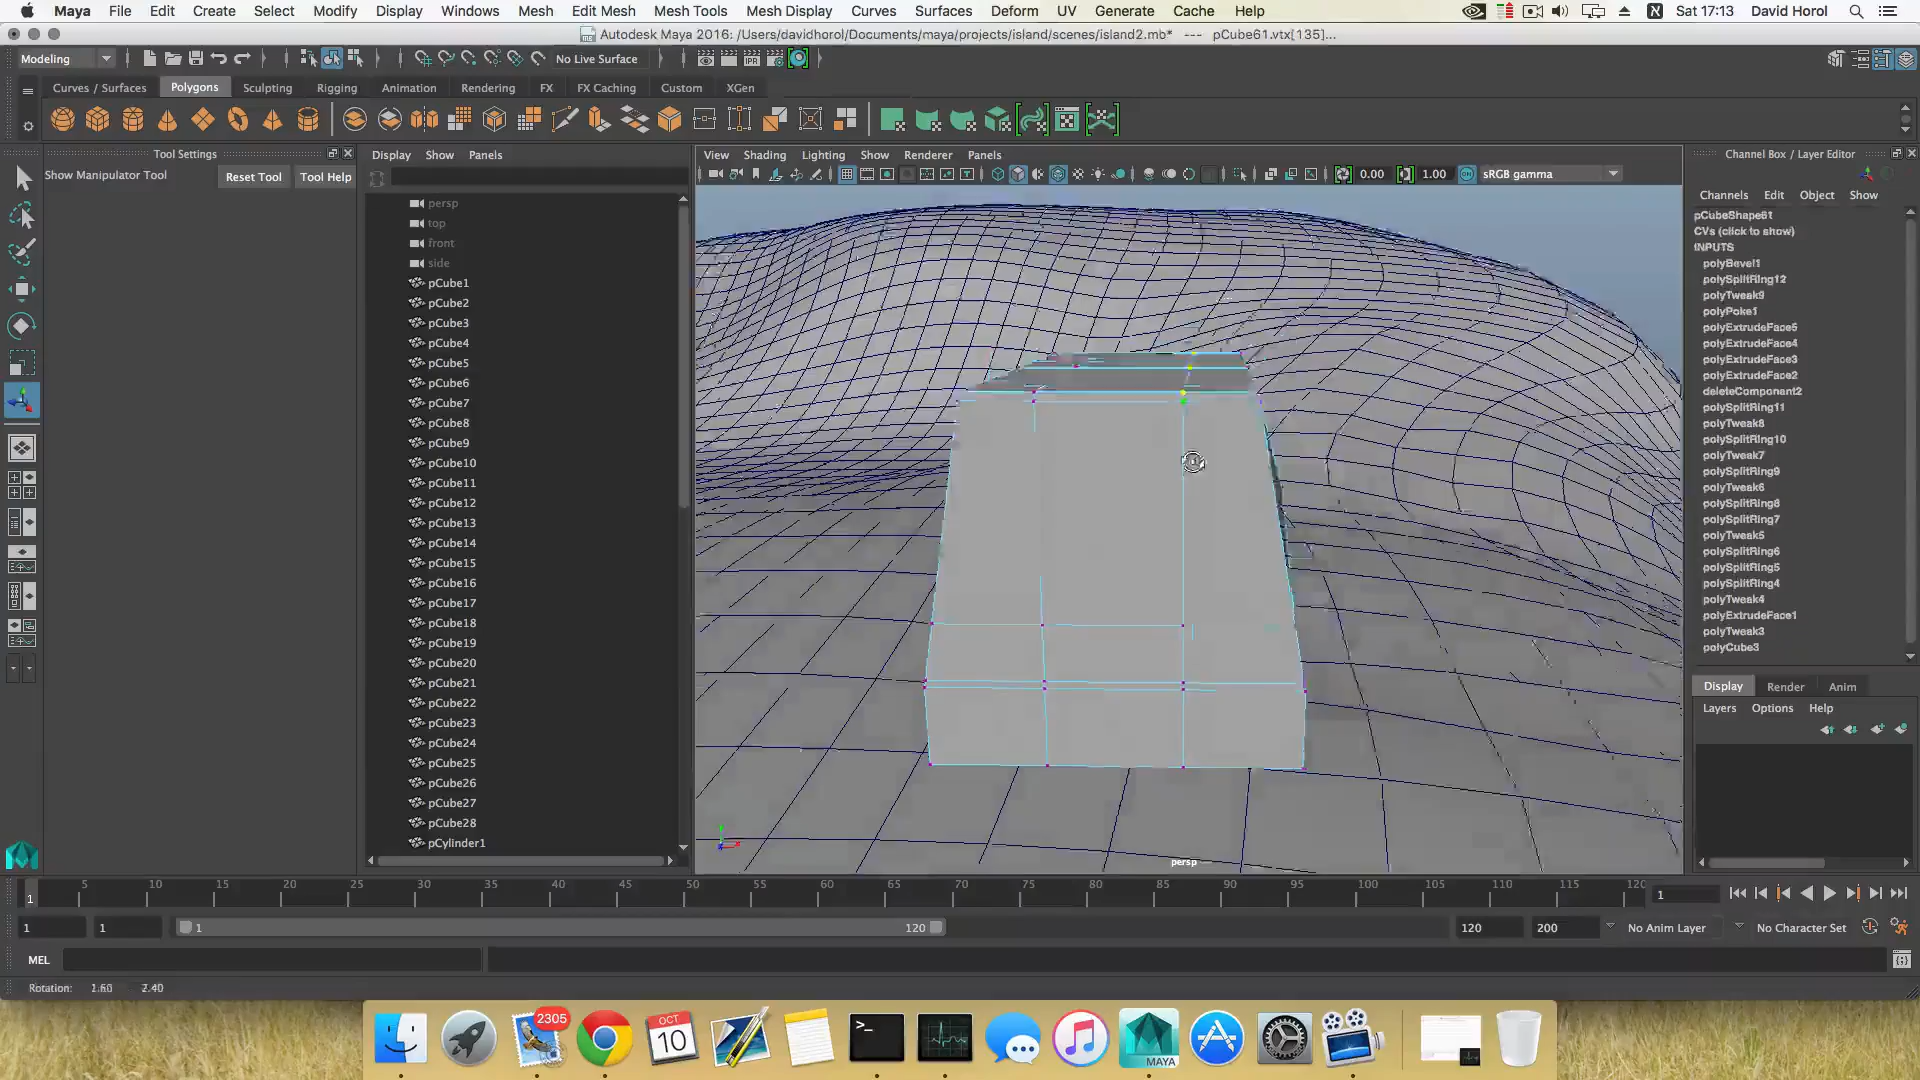 Maya File Edit Create Select Modify Display Windows Mesh Edit Mesh Mesh Tools Mesh Display Curves Surfaces Deform UV Generate Cache Help Sat 17:13 David Horol
Autodesk Maya 2016: /Users/davidhorol/Documents/maya/projects/island/scenes/island2.mb* --- pCube61.vtx[135]...
Modeling No Live Surface
Curves / Surfaces Polygons Sculpting Rigging Animation Rendering FX FX Caching Custom XGen
IPR
Tool Settings
Show Manipulator Tool Reset Tool Tool Help
Display Show Panels
persp
top
front
side
pCube1
pCube2
pCube3
pCube4
pCube5
pCube6
pCube7
pCube8
pCube9
pCube10
pCube11
pCube12
pCube13
pCube14
pCube15
pCube16
pCube17
pCube18
pCube19
pCube20
pCube21
pCube22
pCube23
pCube24
pCube25
pCube26
pCube27
pCube28
pCylinder1
View Shading Lighting Show Renderer Panels
0.00 1.00 sRGB gamma
persp
Channel Box / Layer Editor
Channels Edit Object Show
pCubeShape61
CVs (click to show)
INPUTS
polyBevel1
polySplitRing12
polyTweak9
polyPoke1
polyExtrudeFace5
polyExtrudeFace4
polyExtrudeFace3
polyExtrudeFace2
deleteComponent2
polySplitRing11
polyTweak8
polySplitRing10
polyTweak7
polySplitRing9
polyTweak6
polySplitRing8
polySplitRing7
polyTweak5
polySplitRing6
polySplitRing5
polySplitRing4
polyTweak4
polyExtrudeFace1
polyTweak3
polyCube3
Display Render Anim
Layers Options Help
1 5 10 15 20 25 30 35 40 45 50 55 60 65 70 75 80 85 90 95 100 105 110 115 120 1
1 1 1 120 120 200 No Anim Layer No Character Set
MEL
Rotation: 1.60 2.40
2305
OCT
10
MAYA